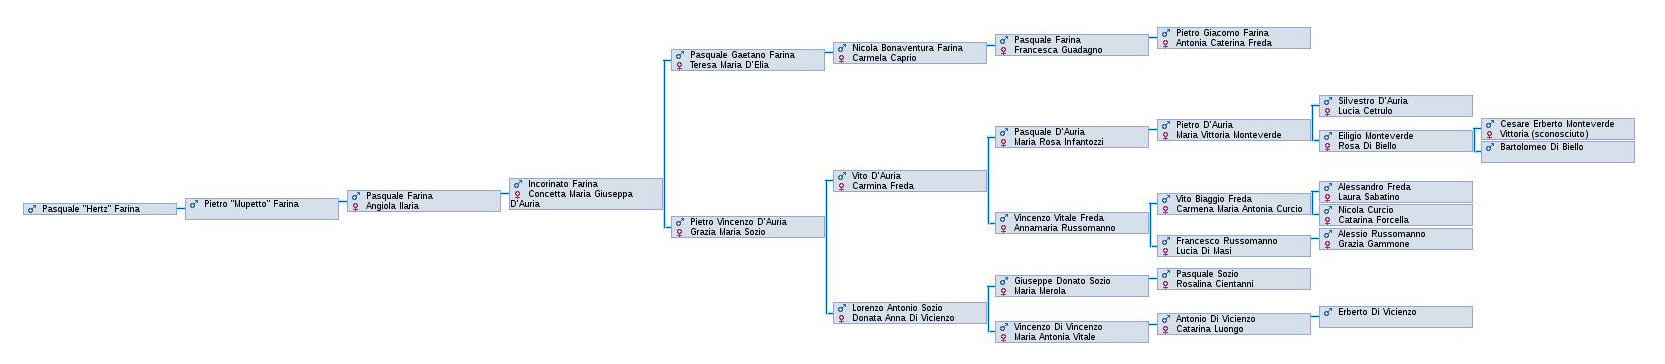 Pasquale "Hertz" Farina
Pietro "Mupetto" Farina
Pasquale Farina
Angiola Ilaria
Incorinato Farina
Concetta Maria Giuseppa
D'Auria
Pasquale Gaetano Farina
Teresa Maria D'Elia
Pietro Vincenzo D'Auria
Grazia Maria Sozio
Nicola Bonaventura Farina
Carmela Caprio
Vito D'Auria
Carmina Freda
Lorenzo Antonio Sozio
Donata Anna Di Vicienzo
Pasquale Farina
Francesca Guadagno
Pasquale D'Auria
Maria Rosa Infantozzi
Vincenzo Vitale Freda
Annamaria Russomanno
Giuseppe Donato Sozio
Maria Merola
Vincenzo Di Vincenzo
Maria Antonia Vitale
Pietro Giacomo Farina
Antonia Caterina Freda
Pietro D'Auria
Maria Vittoria Monteverde
Vito Biaggio Freda
Carmena Maria Antonia Curcio
Francesco Russomanno
Lucia Di Masi
Pasquale Sozio
Rosalina Cientanni
Antonio Di Vicienzo
Catarina Luongo
Silvestro D'Auria
Lucia Cetrulo
Eiligio Monteverde
Rosa Di Biello
Alessandro Freda
Laura Sabatino
Nicola Curcio
Catarina Forcella
Alessio Russomanno
Grazia Gammone
Erberto Di Vicienzo
Cesare Erberto Monteverde
Vittoria (sconosciuto)
Bartolomeo Di Biello